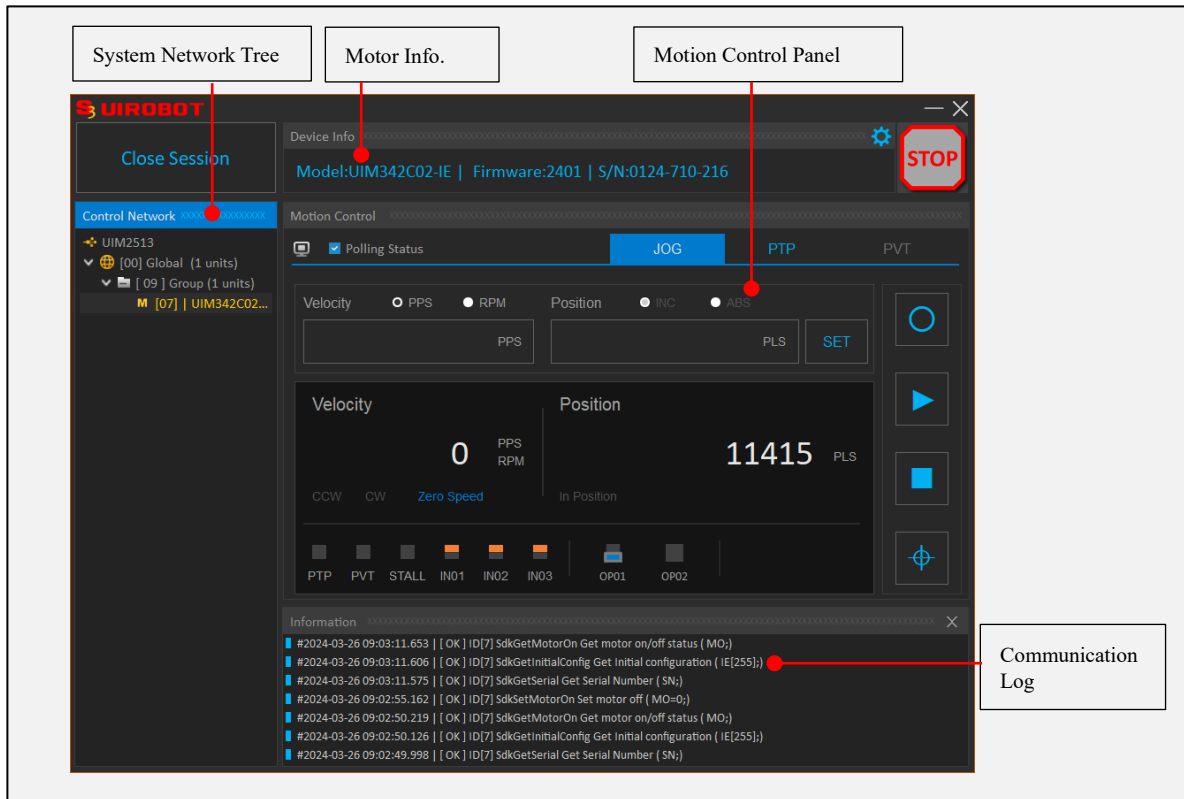 System Network Tree
Motor Info.
Motion Control Panel
S3 UIROBOT
Close Session
Device Info
Model:UIM342C02-IE | Firmware:2401 | S/N:0124-710-216
STOP
Control Network
UIM2513
[00] Global (1 units)
[ 09 ] Group (1 units)
M [07] | UIM342C02...
Motion Control
Polling Status
JOG
PTP
PVT
Velocity PPS RPM Position INC ABS
PPS
PLS
SET
Velocity
Position
0 PPS
RPM
11415 PLS
CCW CW Zero Speed
In Position
PTP PVT STALL IN01 IN02 IN03 OP01 OP02
Information
#2024-03-26 09:03:11.653 | [ OK ] ID[7] SdkGetMotorOn Get motor on/off status ( MO;)
#2024-03-26 09:03:11.606 | [ OK ] ID[7] SdkGetInitialConfig Get Initial configuration ( IE[255];)
#2024-03-26 09:03:11.575 | [ OK ] ID[7] SdkGetSerial Get Serial Number ( SN;)
#2024-03-26 09:02:55.162 | [ OK ] ID[7] SdkSetMotorOn Set motor off ( MO=0;)
#2024-03-26 09:02:50.219 | [ OK ] ID[7] SdkGetMotorOn Get motor on/off status ( MO;)
#2024-03-26 09:02:50.126 | [ OK ] ID[7] SdkGetInitialConfig Get Initial configuration ( IE[255];)
#2024-03-26 09:02:49.998 | [ OK ] ID[7] SdkGetSerial Get Serial Number ( SN;)
Communication
Log